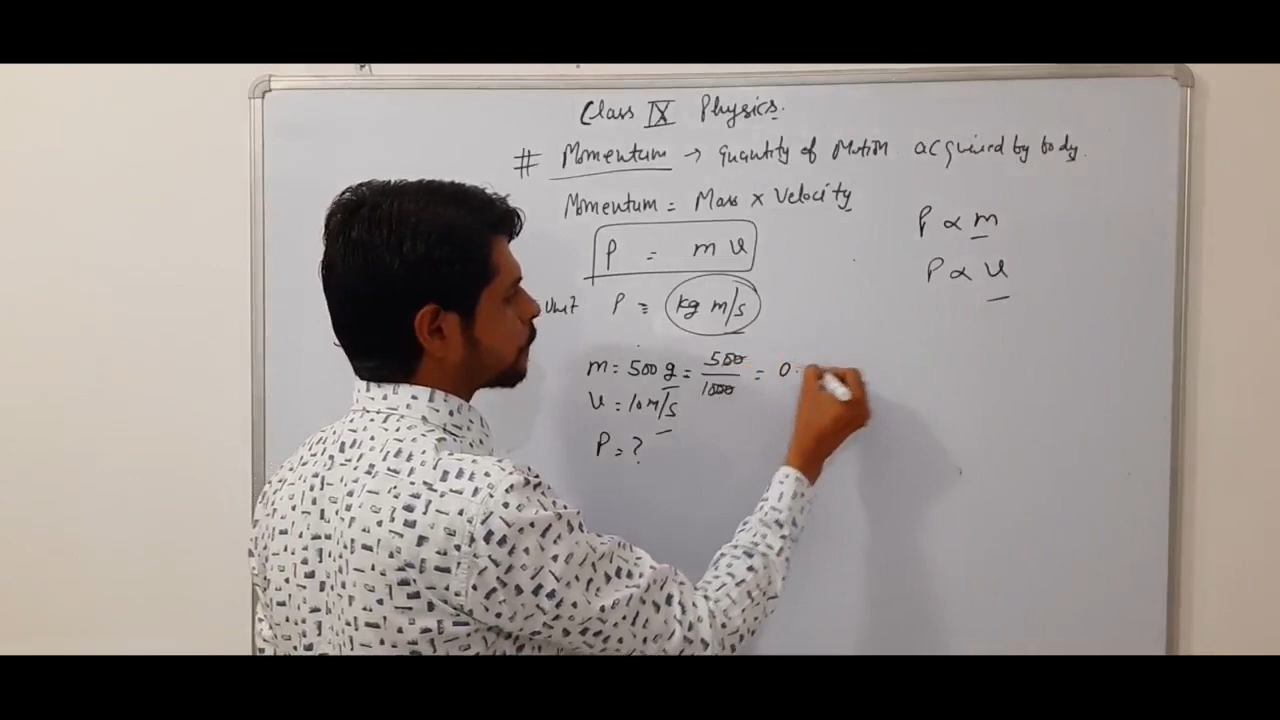 Class IX Physics.
# Momentum → Quantity of Motion acquired by body.
Momentum = Mass x Velocity
P = m v
P ∝ m
P ∝ v
Unit P = kg m/s
m = 500 g = 500/1000 = 0.
v = 10 m/s
P = ?